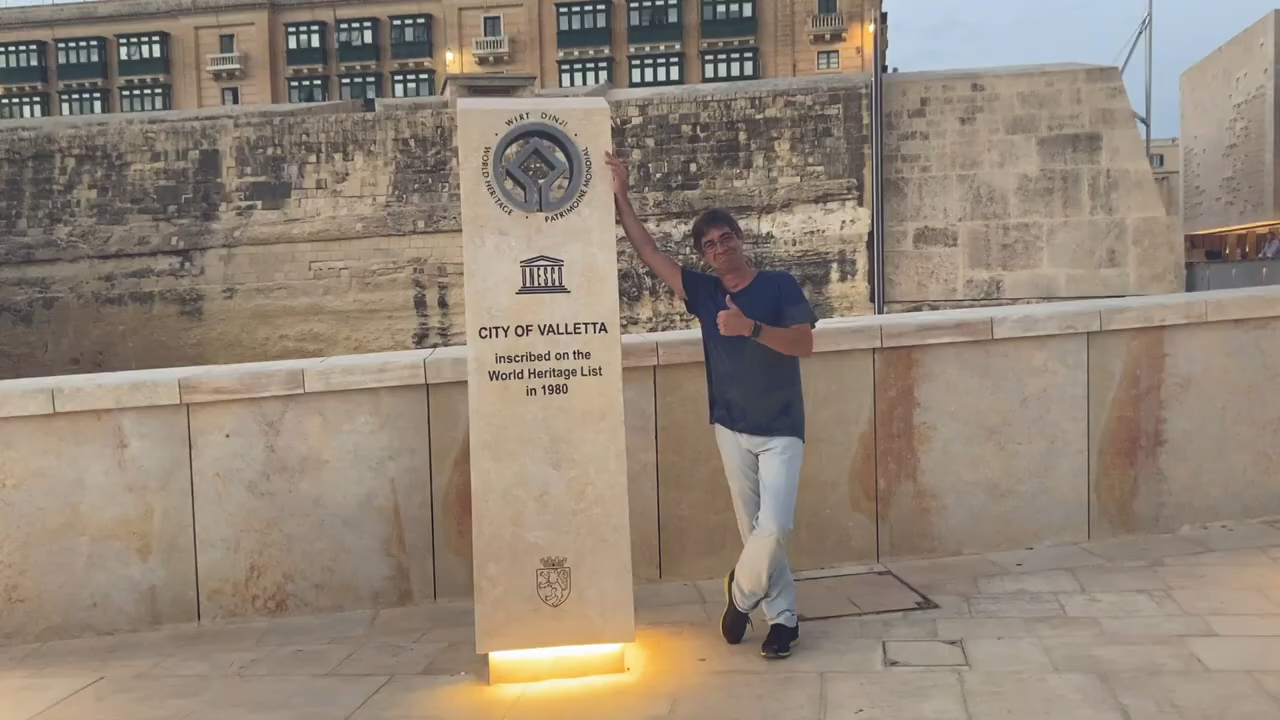 WIRT DINJI
WORLD HERITAGE
PATRIMOINE MONDIAL
UNESCO
CITY OF VALLETTA
inscribed on the
World Heritage List
in 1980